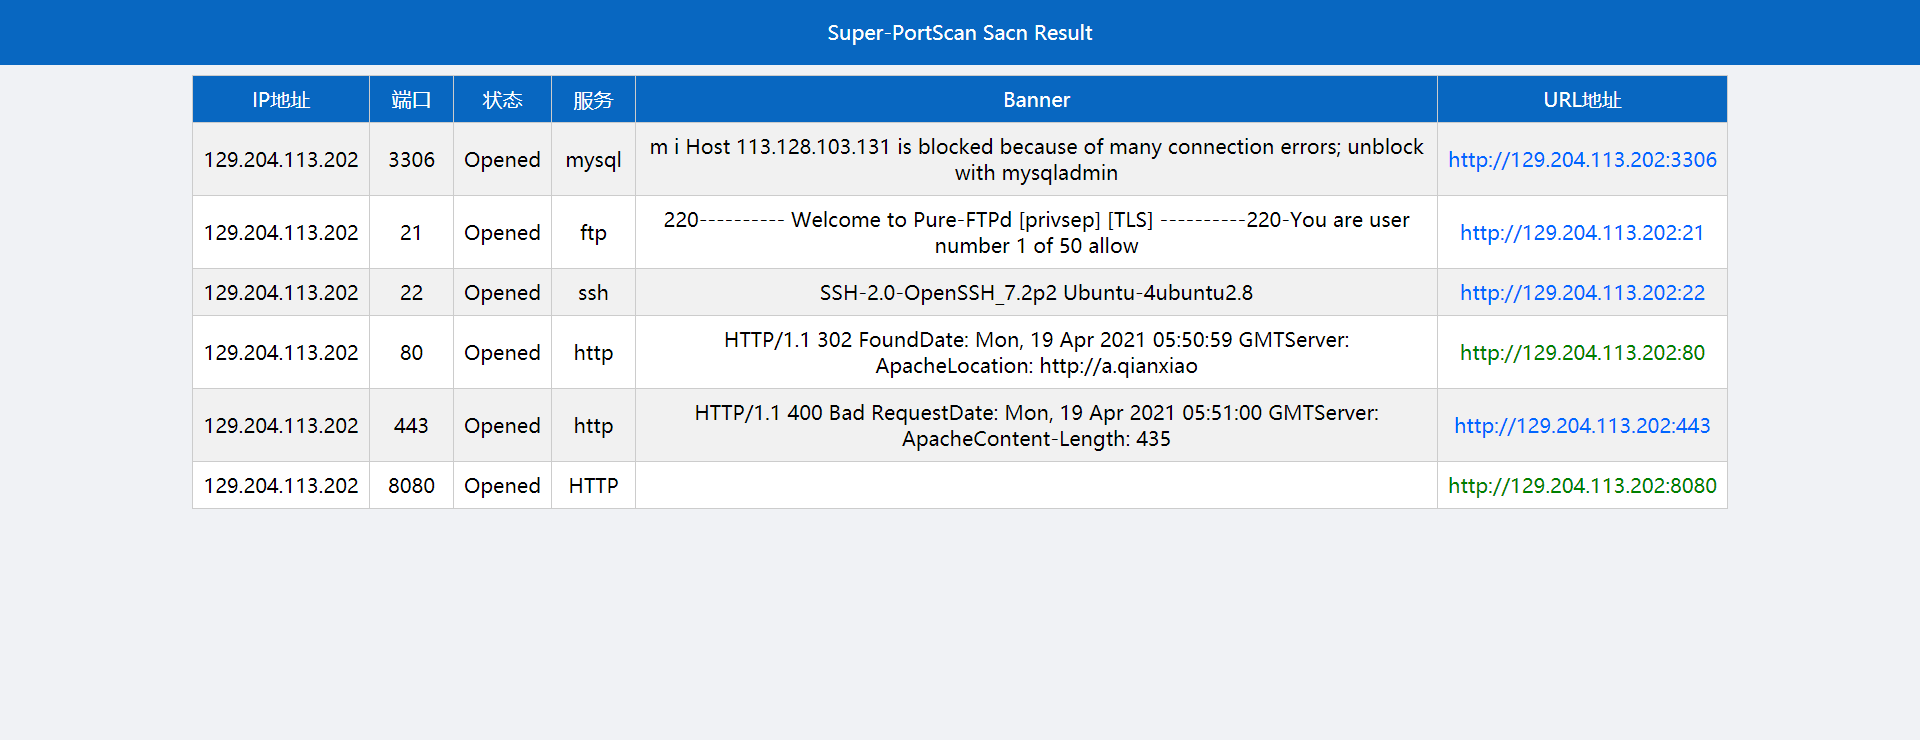 Super-PortScan Sacn Result
IP地址 端口 状态 服务 Banner URL地址
129.204.113.202 3306 Opened mysql m i Host 113.128.103.131 is blocked because of many connection errors; unblock
with mysqladmin http://129.204.113.202:3306
129.204.113.202 21 Opened ftp 220---------- Welcome to Pure-FTPd [privsep] [TLS] ----------220-You are user
number 1 of 50 allow http://129.204.113.202:21
129.204.113.202 22 Opened ssh SSH-2.0-OpenSSH_7.2p2 Ubuntu-4ubuntu2.8 http://129.204.113.202:22
129.204.113.202 80 Opened http HTTP/1.1 302 FoundDate: Mon, 19 Apr 2021 05:50:59 GMTServer:
ApacheLocation: http://a.qianxiao http://129.204.113.202:80
129.204.113.202 443 Opened http HTTP/1.1 400 Bad RequestDate: Mon, 19 Apr 2021 05:51:00 GMTServer:
ApacheContent-Length: 435 http://129.204.113.202:443
129.204.113.202 8080 Opened HTTP http://129.204.113.202:8080